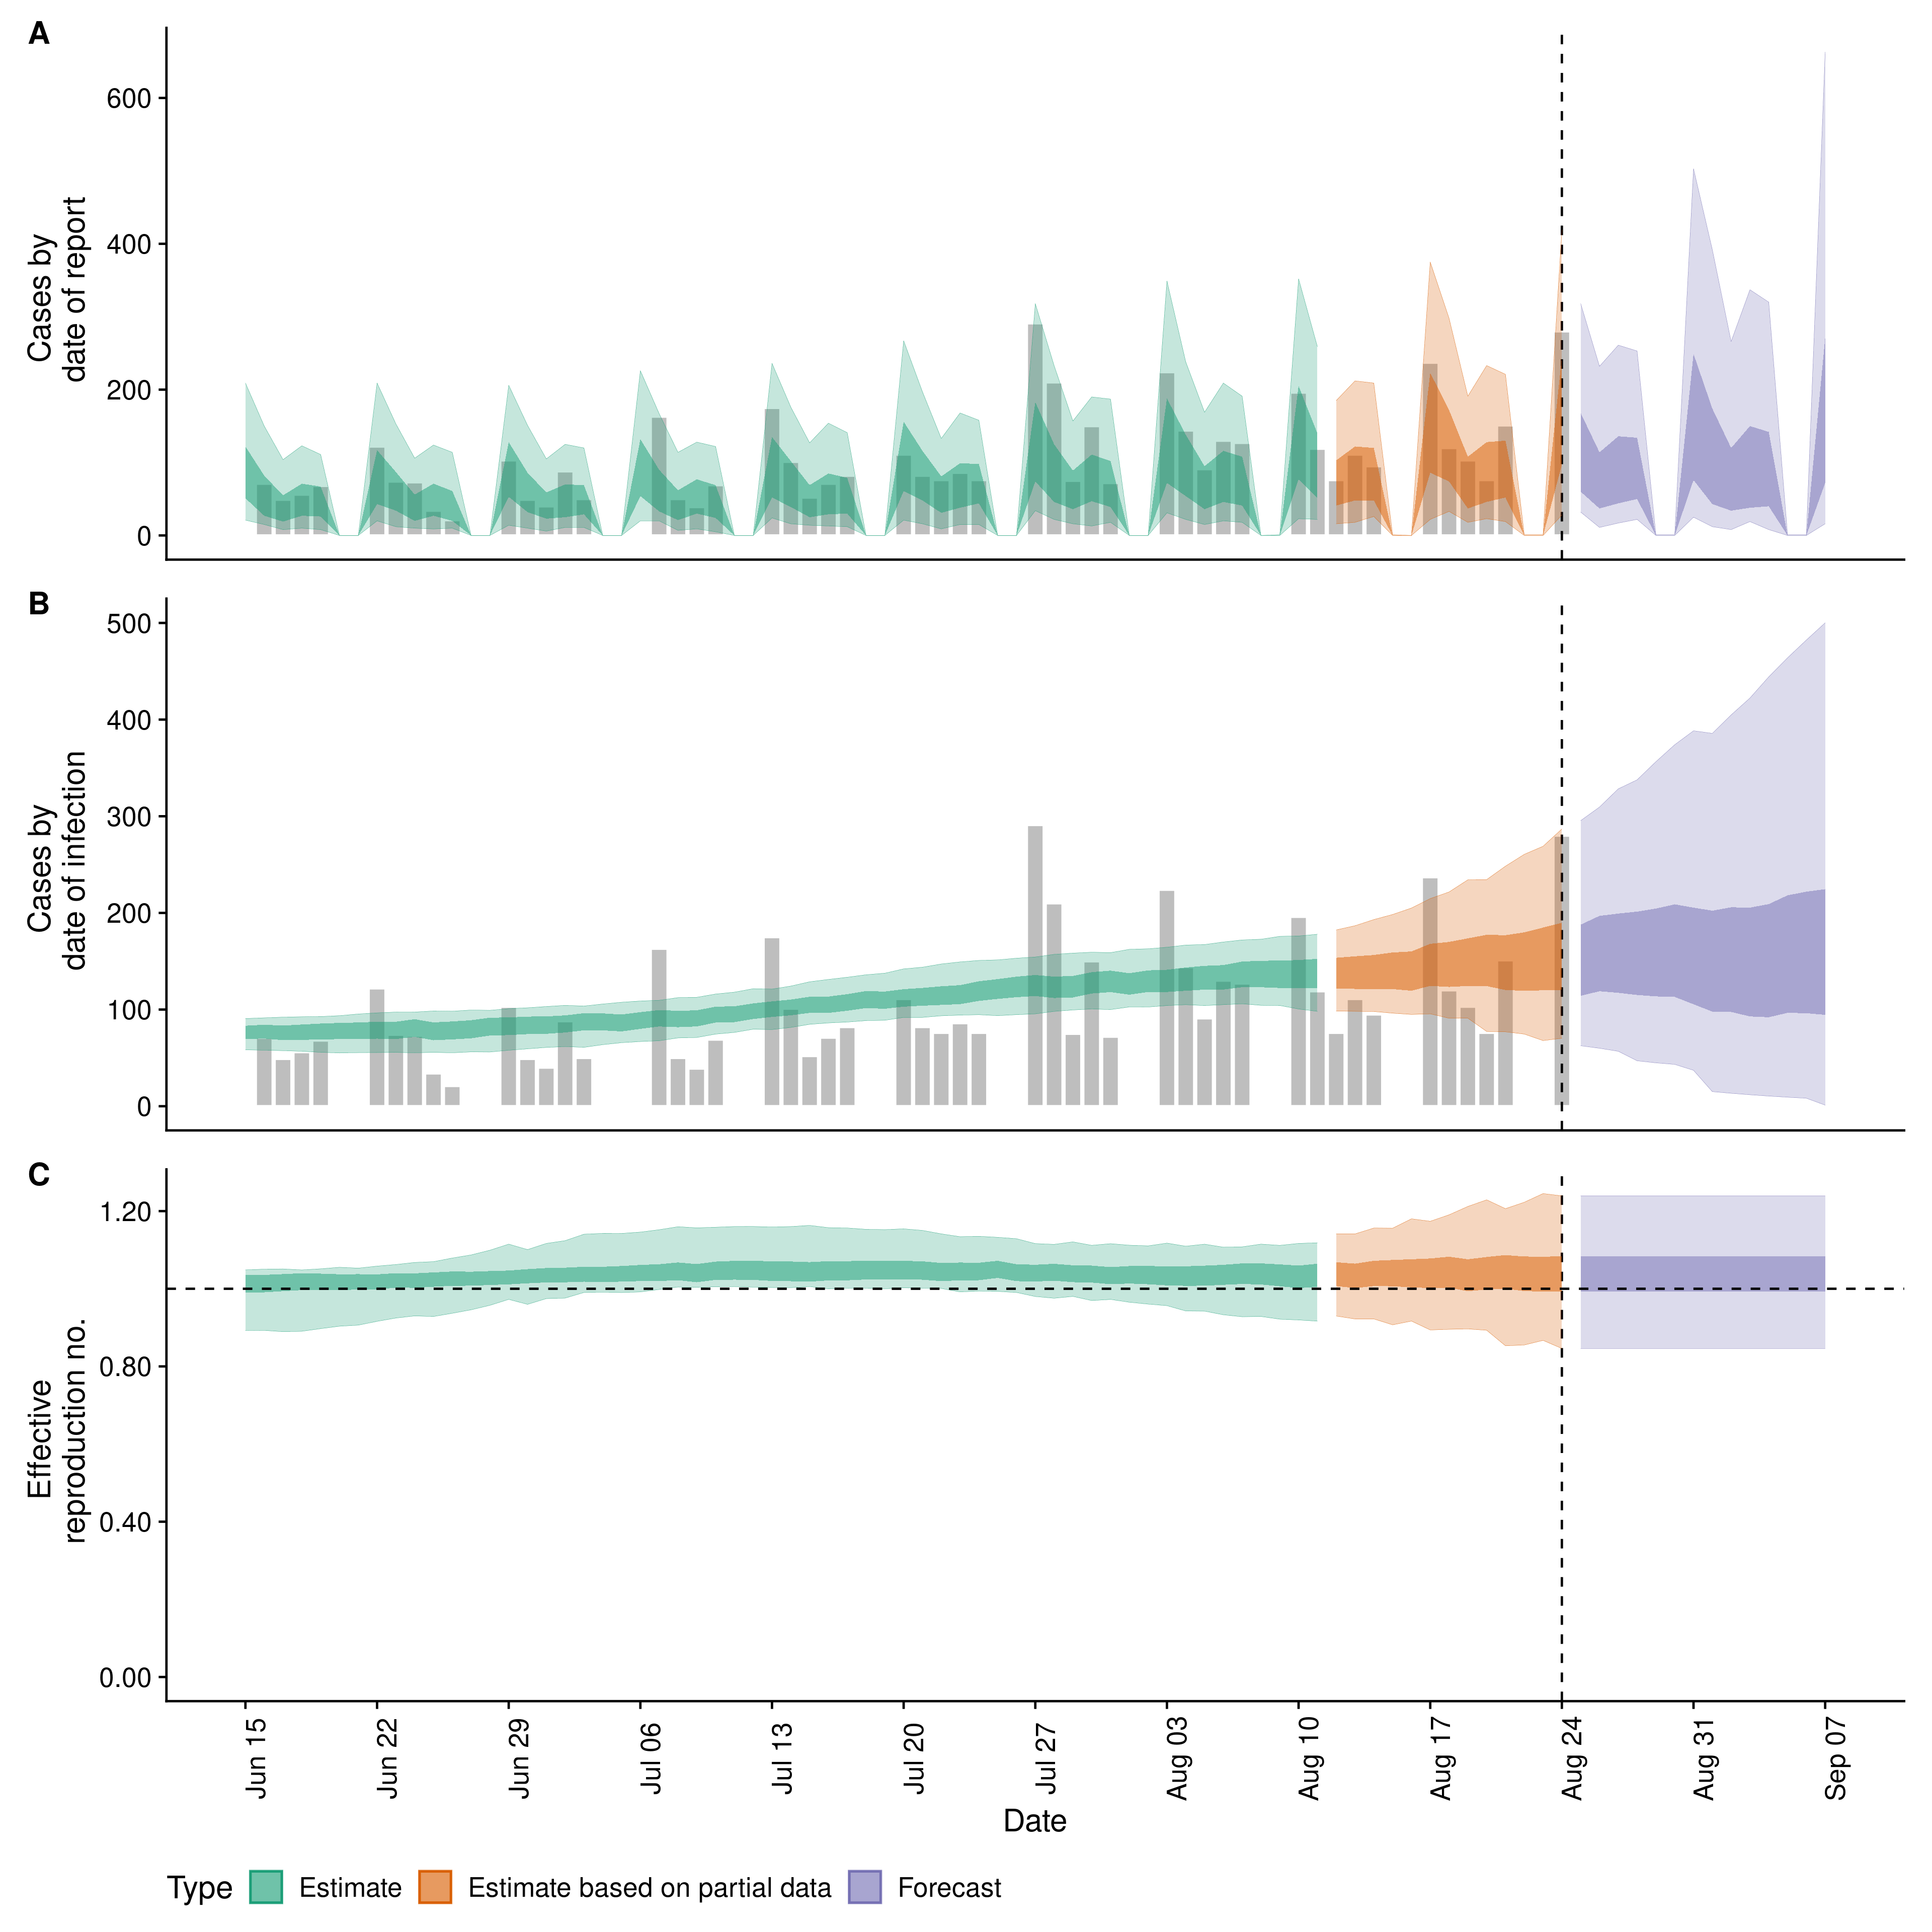 A
600
400
200
0
Cases by
date of report
B
500
400
300
200
100
0
Cases by
date of infection
C
1.20
0.80
0.40
0.00
Effective
reproduction no.
Jun 15
Jun 22
Jun 29
Jul 06
Jul 13
Jul 20
Jul 27
Aug 03
Aug 10
Aug 17
Aug 24
Aug 31
Sep 07
Date
Type Estimate Estimate based on partial data Forecast